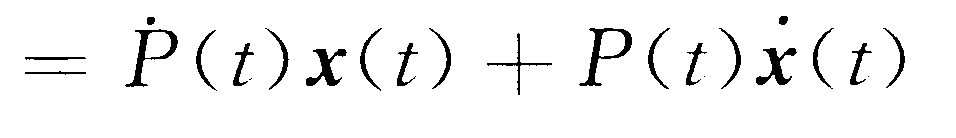 = Ṗ(t)𝒙(t) + P(t)𝒙̇(t)